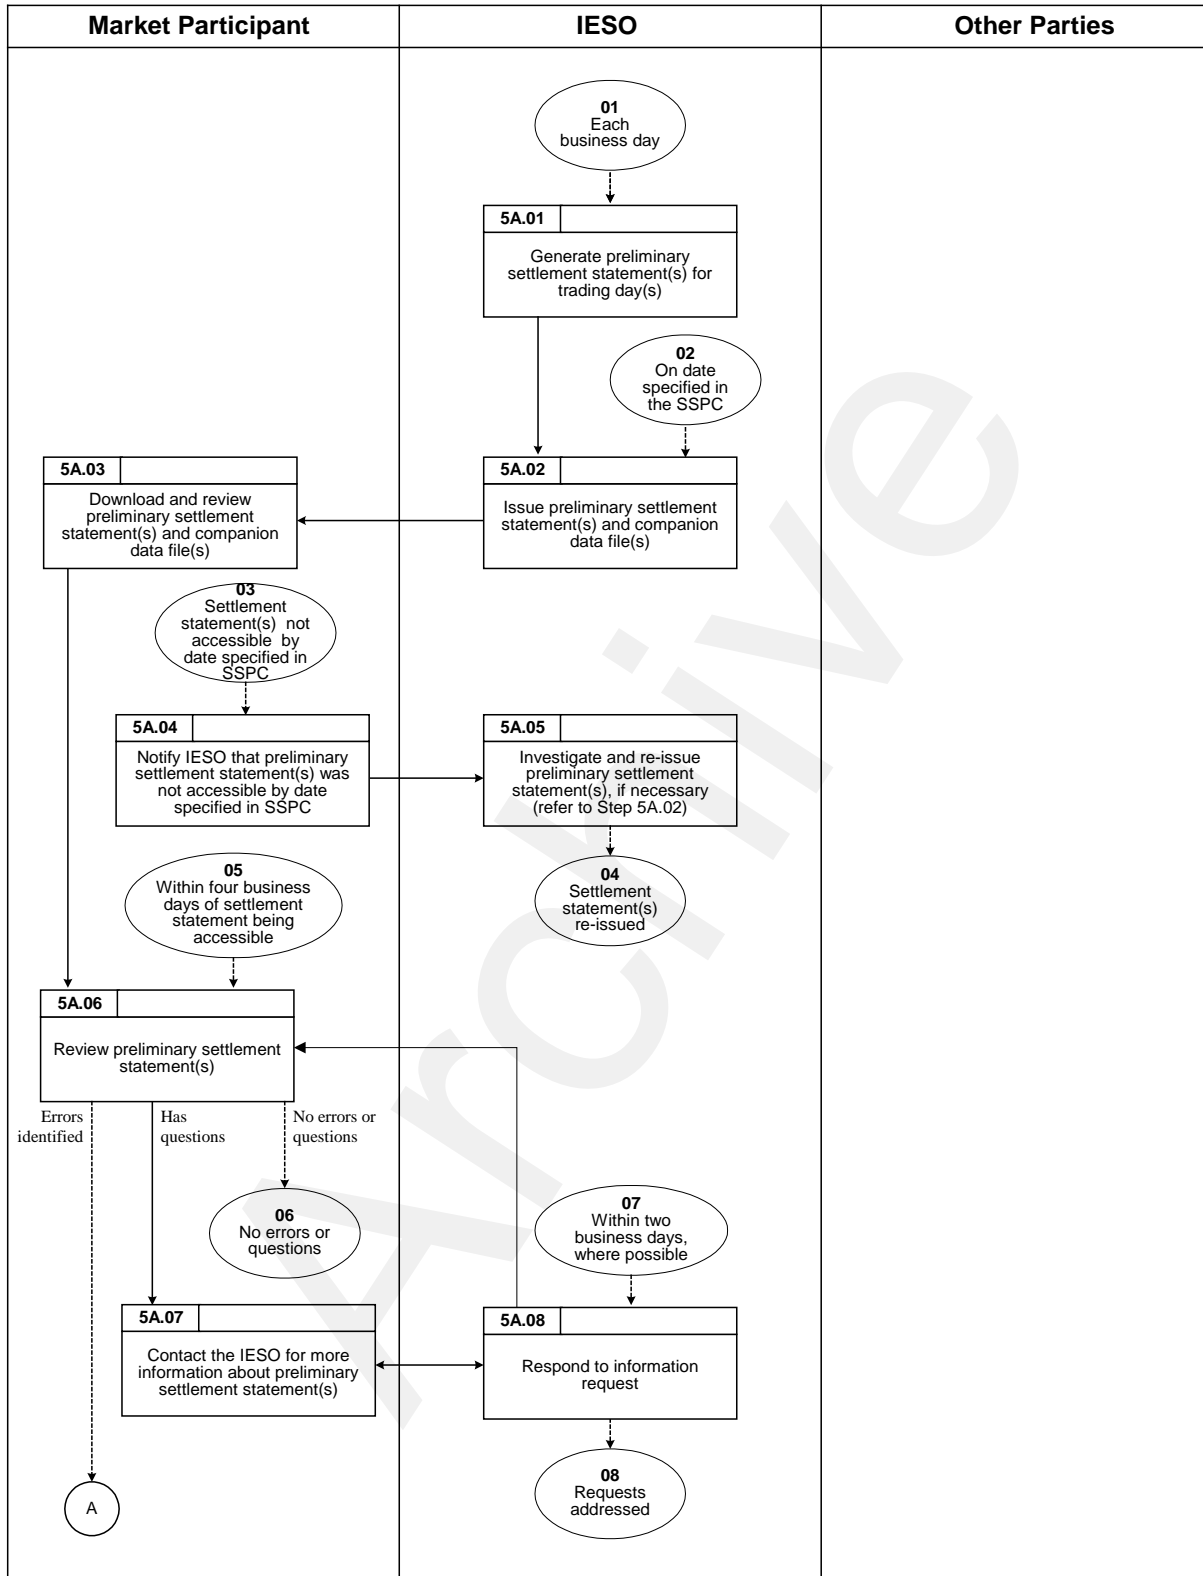 Market Participant
IESO
Other Parties
01
Each
business day
5A.01
Generate preliminary
settlement statement(s) for
trading day(s)
02
On date
specified in
the SSPC
5A.03
Download and review
preliminary settlement
statement(s) and companion
data file(s)
5A.02
Issue preliminary settlement
statement(s) and companion
data file(s)
03
Settlement
statement(s) not
accessible by
date specified in
SSPC
5A.04
Notify IESO that preliminary
settlement statement(s) was
not accessible by date
specified in SSPC
5A.05
Investigate and re-issue
preliminary settlement
statement(s), if necessary
(refer to Step 5A.02)
04
Settlement
statement(s)
re-issued
05
Within four business
days of settlement
statement being
accessible
5A.06
Review preliminary settlement
statement(s)
Errors
identified
Has
questions
No errors or
questions
06
No errors or
questions
07
Within two
business days,
where possible
5A.07
Contact the IESO for more
information about preliminary
settlement statement(s)
5A.08
Respond to information
request
A
08
Requests
addressed
Archive